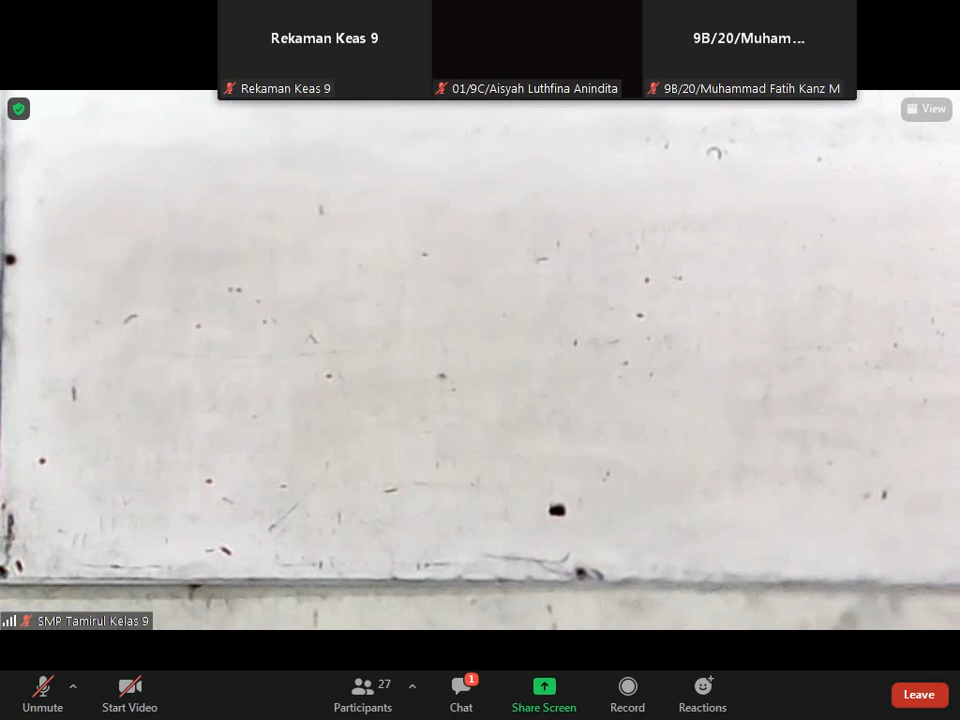 Rekaman Keas 9
9B/20/Muham...
Rekaman Keas 9
01/9C/Aisyah Luthfina Anindita
9B/20/Muhammad Fatih Kanz M
View
SMP Tamirul Kelas 9
27
1
Unmute
Start Video
Participants
Chat
Share Screen
Record
Reactions
Leave